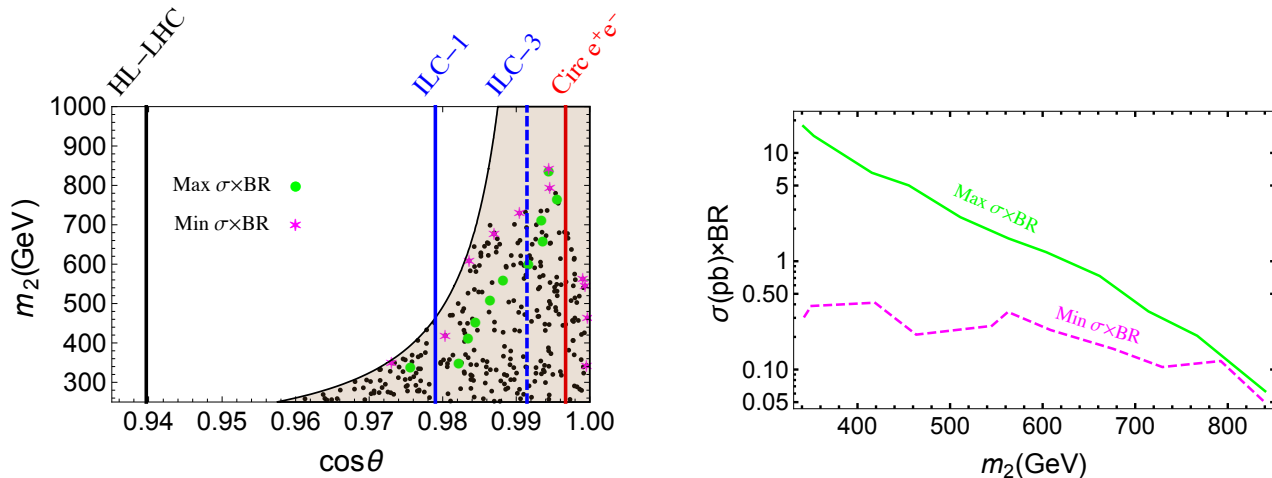 HL-LHC
ILC-1
ILC-3
Circ e⁺e⁻
1000
900
800
700
600
500
400
300
m₂(GeV)
Max σ×BR
Min σ×BR
0.94 0.95 0.96 0.97 0.98 0.99 1.00
cosθ
10
5
1
0.50
0.10
0.05
σ(pb)×BR
Max σ×BR
Min σ×BR
400 500 600 700 800
m₂(GeV)